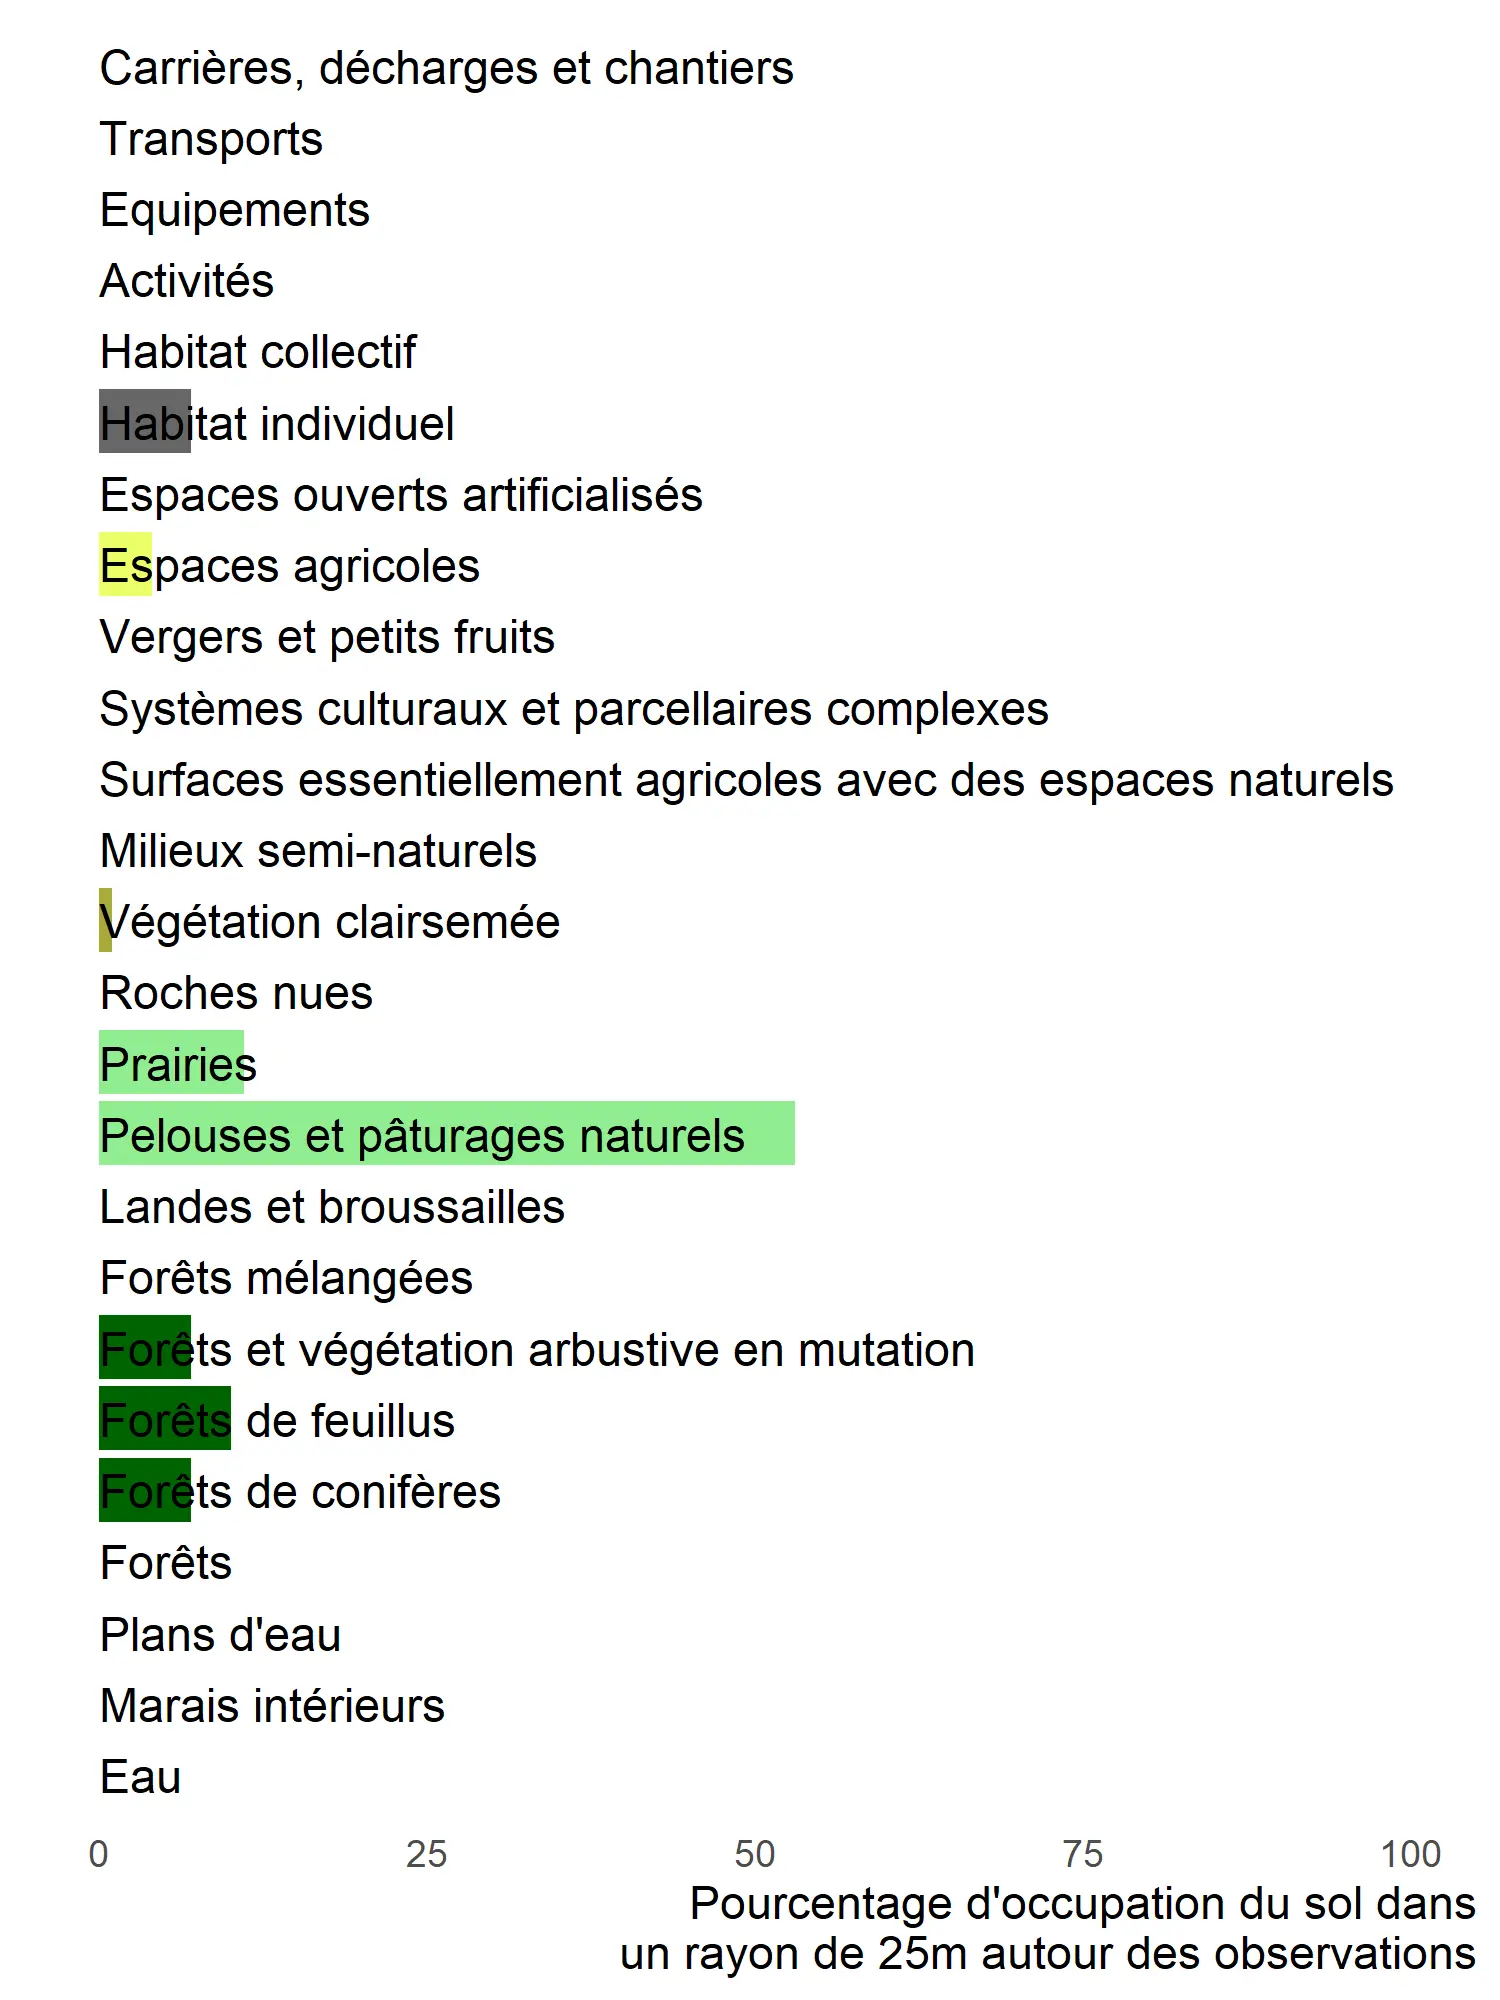 Carrières, décharges et chantiers
Transports
Equipements
Activités
Habitat collectif
Habitat individuel
Espaces ouverts artificialisés
Espaces agricoles
Vergers et petits fruits
Systèmes culturaux et parcellaires complexes
Surfaces essentiellement agricoles avec des espaces naturels
Milieux semi-naturels
Végétation clairsemée
Roches nues
Prairies
Pelouses et pâturages naturels
Landes et broussailles
Forêts mélangées
Forêts et végétation arbustive en mutation
Forêts de feuillus
Forêts de conifères
Forêts
Plans d'eau
Marais intérieurs
Eau
0 25 50 75 100
Pourcentage d'occupation du sol dans
un rayon de 25m autour des observations